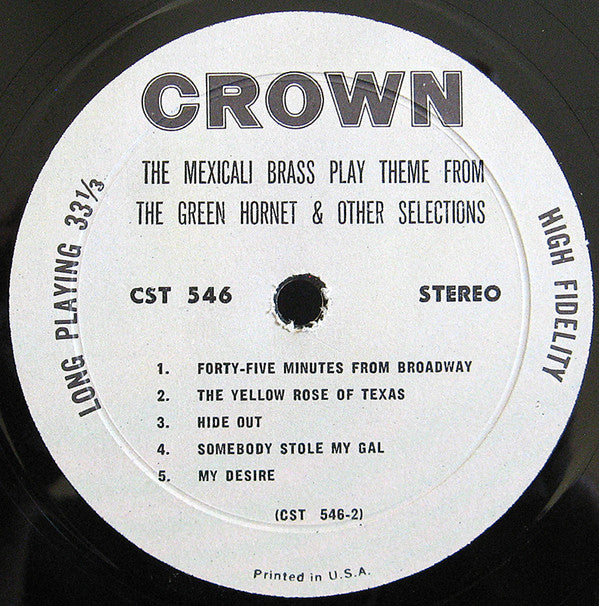 CROWN
THE MEXICALI BRASS PLAY THEME FROM
THE GREEN HORNET & OTHER SELECTIONS
LONG PLAYING 33 1/3
HIGH FIDELITY
CST 546
STEREO
1. FORTY-FIVE MINUTES FROM BROADWAY
2. THE YELLOW ROSE OF TEXAS
3. HIDE OUT
4. SOMEBODY STOLE MY GAL
5. MY DESIRE
(CST 546-2)
Printed in U.S.A.